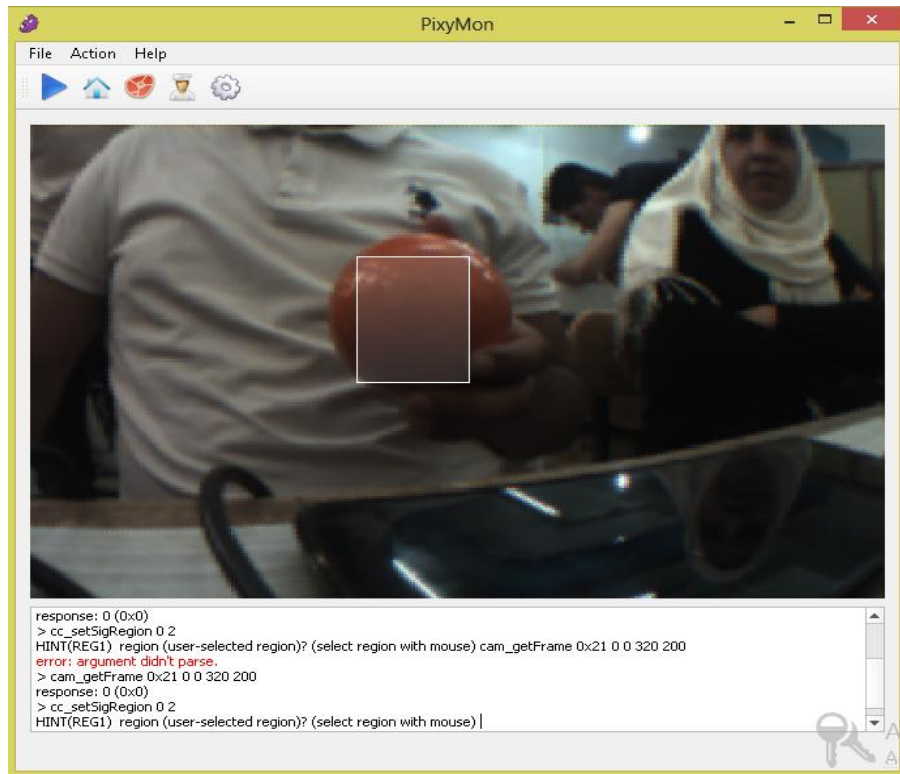 PixyMon
File Action Help
response: 0 (0x0)
> cc_setSigRegion 0 2
HINT(REG1) region (user-selected region)? (select region with mouse) cam_getFrame 0x21 0 0 320 200
error: argument didn't parse.
> cam_getFrame 0x21 0 0 320 200
response: 0 (0x0)
> cc_setSigRegion 0 2
HINT(REG1) region (user-selected region)? (select region with mouse)
A
A